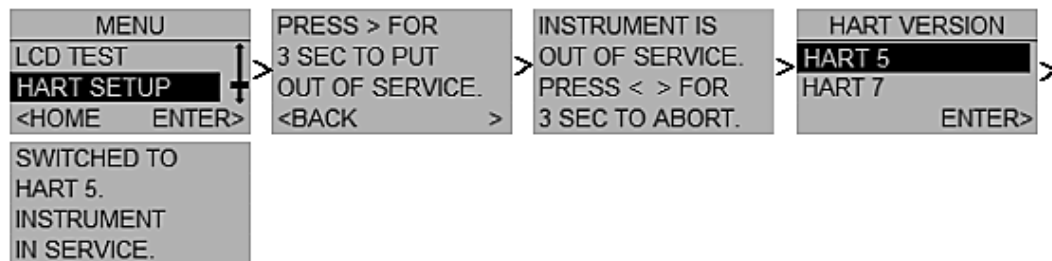 MENU
LCD TEST
HART SETUP
<HOME ENTER>
>
PRESS > FOR
3 SEC TO PUT
OUT OF SERVICE.
<BACK >
>
INSTRUMENT IS
OUT OF SERVICE.
PRESS < > FOR
3 SEC TO ABORT.
>
HART VERSION
HART 5
HART 7
ENTER>
>
SWITCHED TO
HART 5.
INSTRUMENT
IN SERVICE.